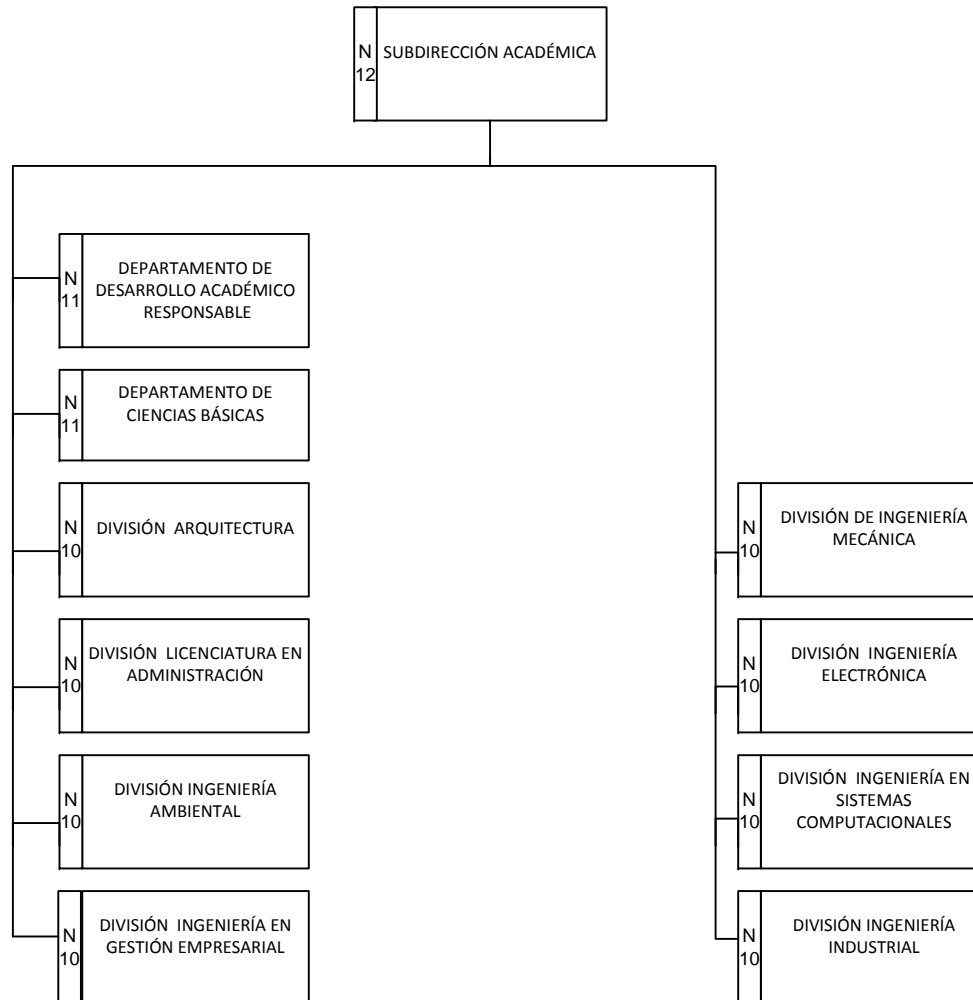 N
12
SUBDIRECCIÓN ACADÉMICA
N
11
DEPARTAMENTO DE
DESARROLLO ACADÉMICO
RESPONSABLE
N
11
DEPARTAMENTO DE
CIENCIAS BÁSICAS
N
10
DIVISIÓN ARQUITECTURA
N
10
DIVISIÓN LICENCIATURA EN
ADMINISTRACIÓN
N
10
DIVISIÓN INGENIERÍA
AMBIENTAL
N
10
DIVISIÓN INGENIERÍA EN
GESTIÓN EMPRESARIAL
N
10
DIVISIÓN DE INGENIERÍA
MECÁNICA
N
10
DIVISIÓN INGENIERÍA
ELECTRÓNICA
N
10
DIVISIÓN INGENIERÍA EN
SISTEMAS
COMPUTACIONALES
N
10
DIVISIÓN INGENIERÍA
INDUSTRIAL